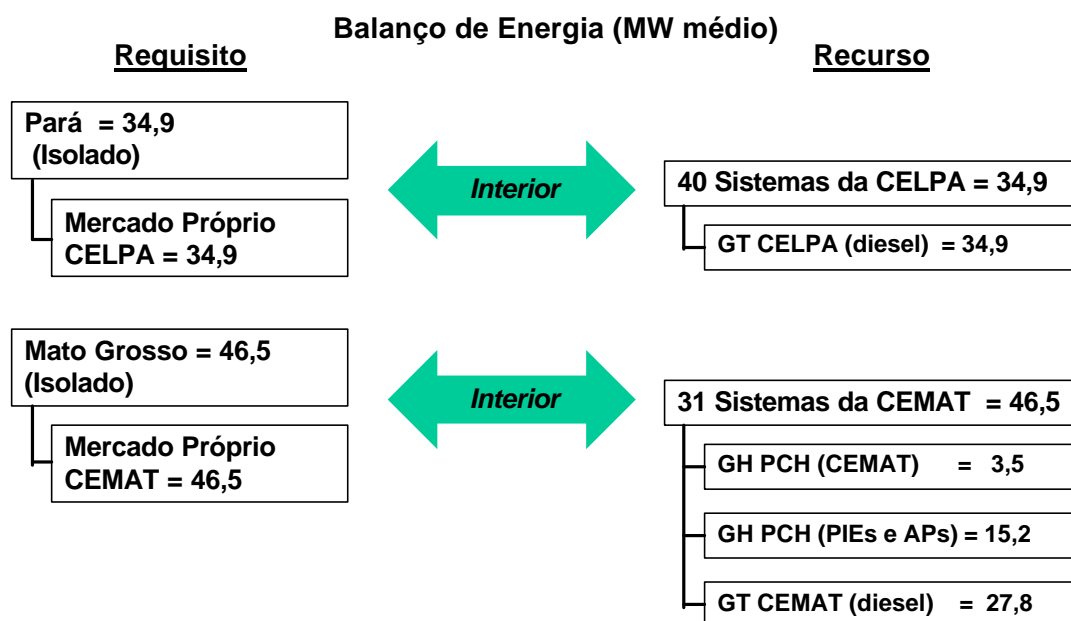 Balanço de Energia (MW médio)
Requisito
Recurso
Pará = 34,9
(Isolado)
Mercado Próprio
CELPA = 34,9
Interior
40 Sistemas da CELPA = 34,9
GT CELPA (diesel) = 34,9
Mato Grosso = 46,5
(Isolado)
Mercado Próprio
CEMAT = 46,5
Interior
31 Sistemas da CEMAT = 46,5
GH PCH (CEMAT) = 3,5
GH PCH (PIEs e APs) = 15,2
GT CEMAT (diesel) = 27,8